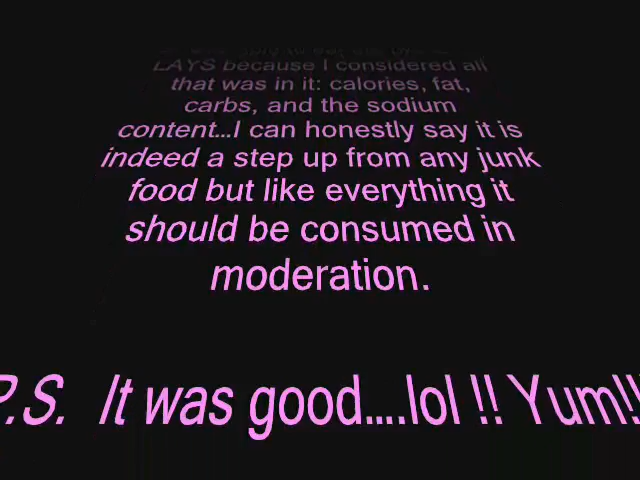 LAYS because I considered all
that was in it: calories, fat,
carbs, and the sodium
content...I can honestly say it is
indeed a step up from any junk
food but like everything it
should be consumed in
moderation.
P.S. It was good....lol !! Yum!!